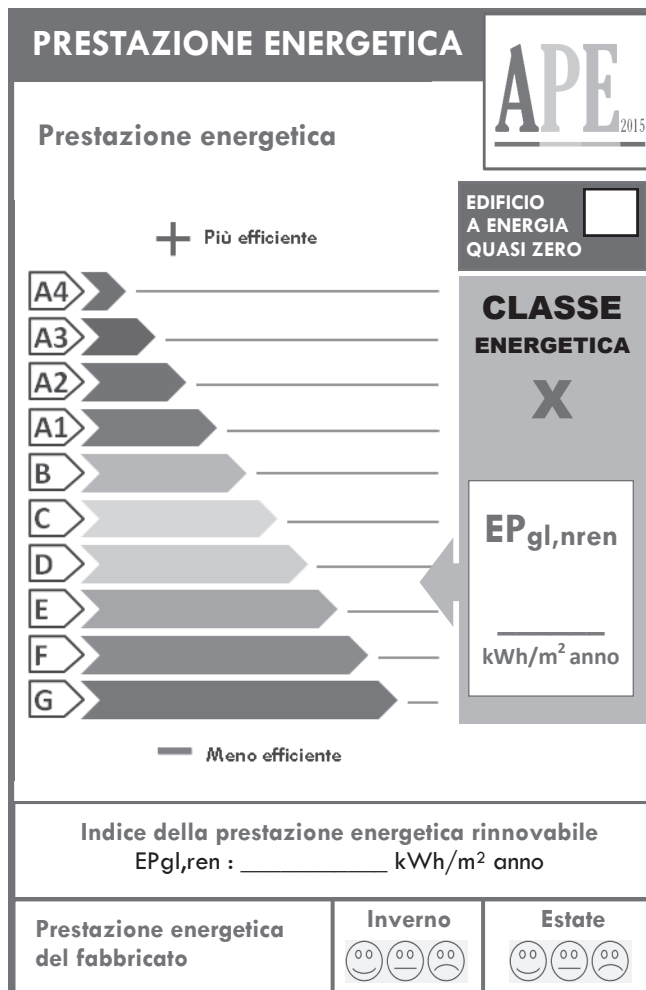 PRESTAZIONE ENERGETICA
APE 2015
Prestazione energetica
EDIFICIO
A ENERGIA
QUASI ZERO
+ Più efficiente
A4
A3
A2
A1
B
C
D
E
F
G
CLASSE
ENERGETICA
X
EPgl,nren
________
kWh/m² anno
Meno efficiente
Indice della prestazione energetica rinnovabile
EPgl,ren : ____________ kWh/m² anno
Prestazione energetica
del fabbricato
Inverno
Estate